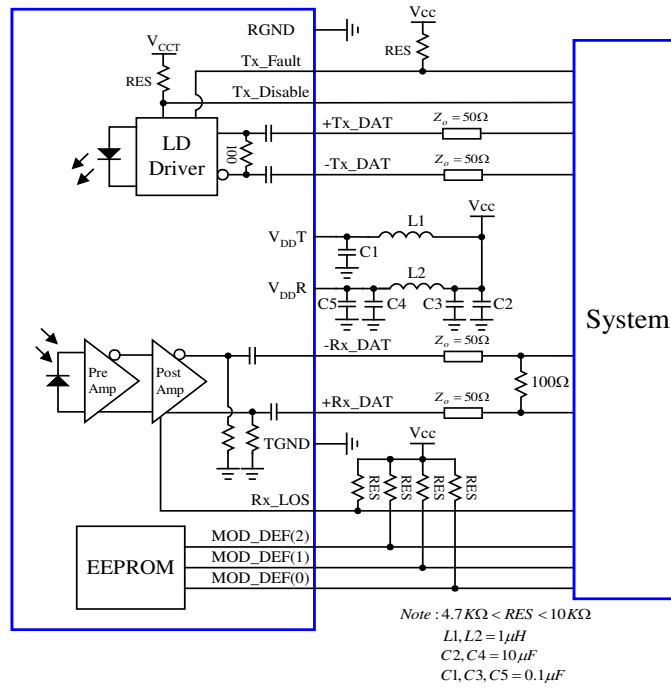 RGND
Vcc
V_CCT
RES
RES
Tx_Fault
Tx_Disable
LD
Driver
100
+Tx_DAT
Z_o = 50Ω
-Tx_DAT
Z_o = 50Ω
Vcc
V_DD T
L1
C1
V_DD R
L2
C5
C4
C3
C2
System
-Rx_DAT
Z_o = 50Ω
Pre
Amp
Post
Amp
100Ω
+Rx_DAT
Z_o = 50Ω
TGND
Vcc
RES
RES
RES
RES
Rx_LOS
EEPROM
MOD_DEF(2)
MOD_DEF(1)
MOD_DEF(0)
Note : 4.7KΩ < RES < 10KΩ
L1, L2 = 1μH
C2, C4 = 10μF
C1, C3, C5 = 0.1μF